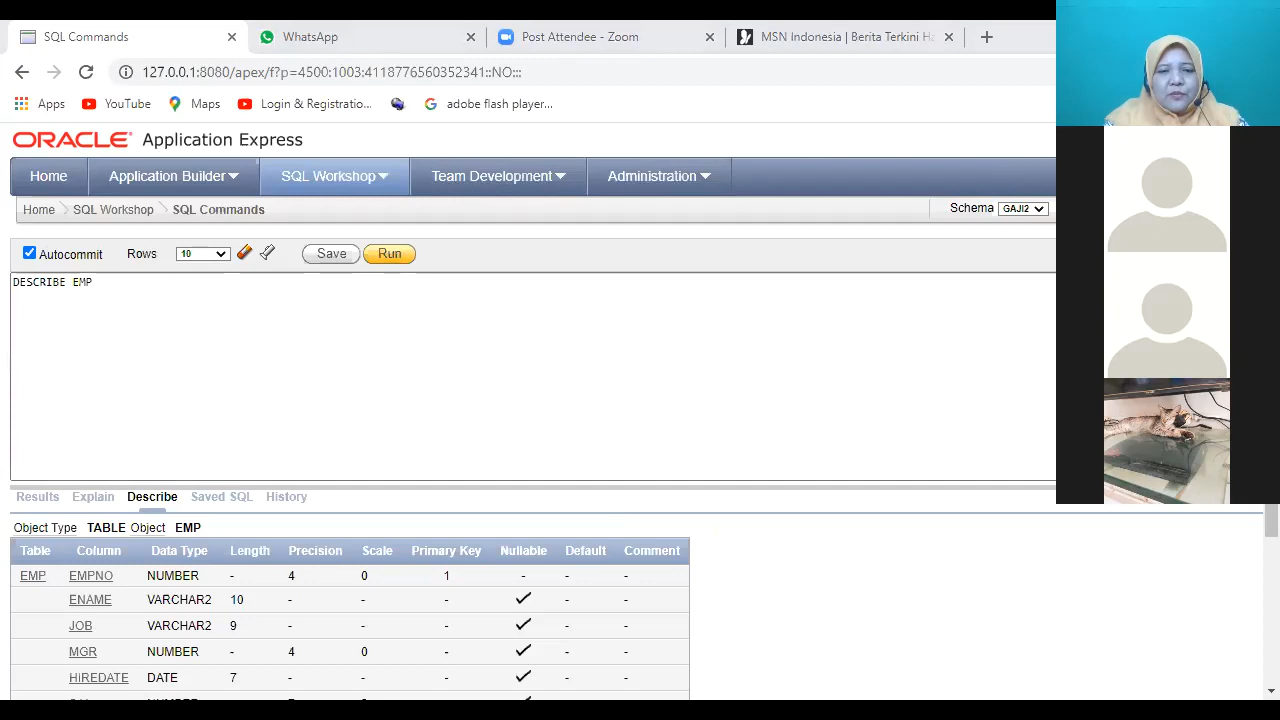 SQL Commands
WhatsApp
Post Attendee - Zoom
MSN Indonesia | Berita Terkini Ha
127.0.0.1:8080/apex/f?p=4500:1003:4118776560352341::NO:::
Apps YouTube Maps Login & Registratio... adobe flash player...
ORACLE Application Express
Home Application Builder SQL Workshop Team Development Administration
Home SQL Workshop SQL Commands Schema GAJI2
Autocommit Rows 10 Save Run
DESCRIBE EMP
Results Explain Describe Saved SQL History
Object Type TABLE Object EMP
Table Column Data Type Length Precision Scale Primary Key Nullable Default Comment
EMP EMPNO NUMBER - 4 0 1 - - -
ENAME VARCHAR2 10 - - - - -
JOB VARCHAR2 9 - - - - -
MGR NUMBER - 4 0 - - -
HIREDATE DATE 7 - - - - -